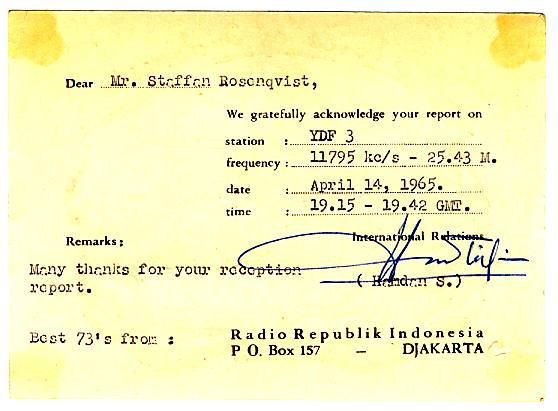 Dear Mr. Staffan Rosenqvist,
We gratefully acknowledge your report on
station : YDF 3
frequency : 11795 kc/s - 25.43 M.
date : April 14, 1965.
time : 19.15 - 19.42 GMT.
Remarks; International Relations
Many thanks for your reception
report.
( Hamdan S.)
Best 73's from : Radio Republik Indonesia
P O. Box 157 – DJAKARTA